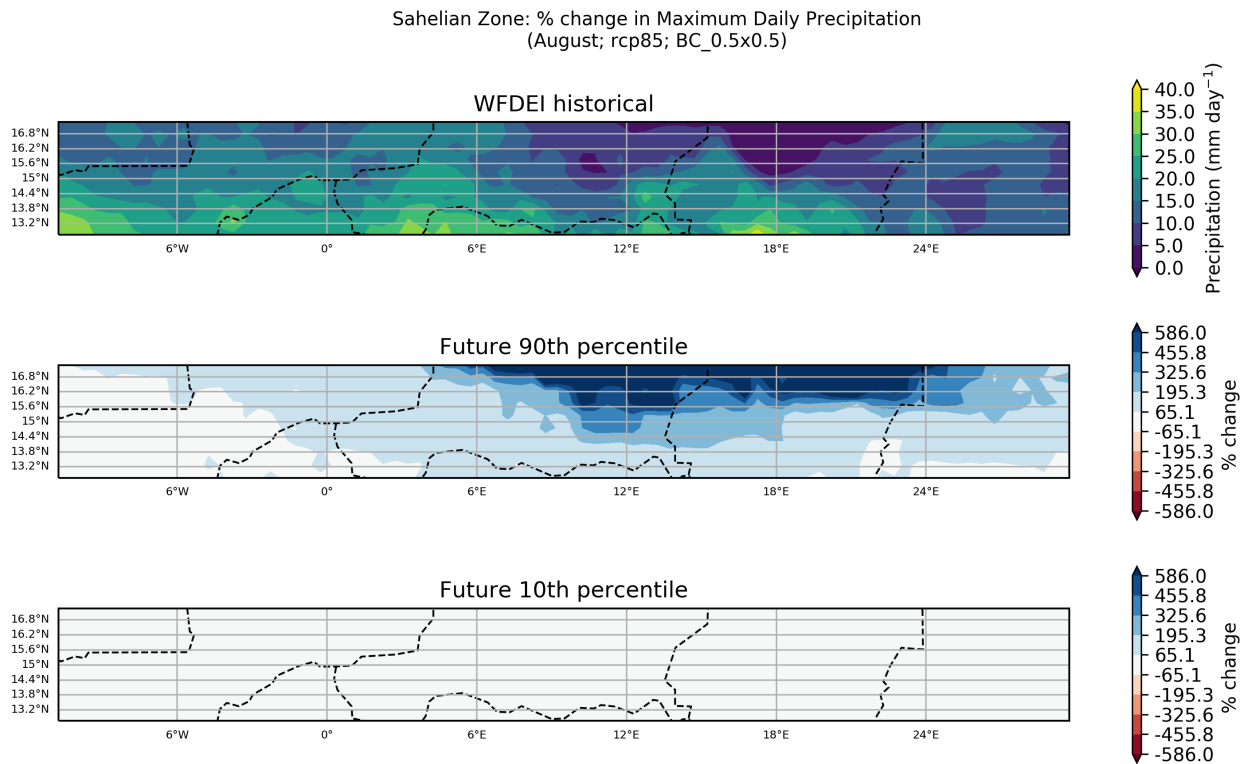 Sahelian Zone: % change in Maximum Daily Precipitation
(August; rcp85; BC_0.5x0.5)
WFDEI historical
16.8°N
16.2°N
15.6°N
15°N
14.4°N
13.8°N
13.2°N
6°W
0°
6°E
12°E
18°E
24°E
40.0
35.0
30.0
25.0
20.0
15.0
10.0
5.0
0.0
Precipitation (mm day⁻¹)
Future 90th percentile
16.8°N
16.2°N
15.6°N
15°N
14.4°N
13.8°N
13.2°N
6°W
0°
6°E
12°E
18°E
24°E
586.0
455.8
325.6
195.3
65.1
-65.1
-195.3
-325.6
-455.8
-586.0
% change
Future 10th percentile
16.8°N
16.2°N
15.6°N
15°N
14.4°N
13.8°N
13.2°N
6°W
0°
6°E
12°E
18°E
24°E
586.0
455.8
325.6
195.3
65.1
-65.1
-195.3
-325.6
-455.8
-586.0
% change